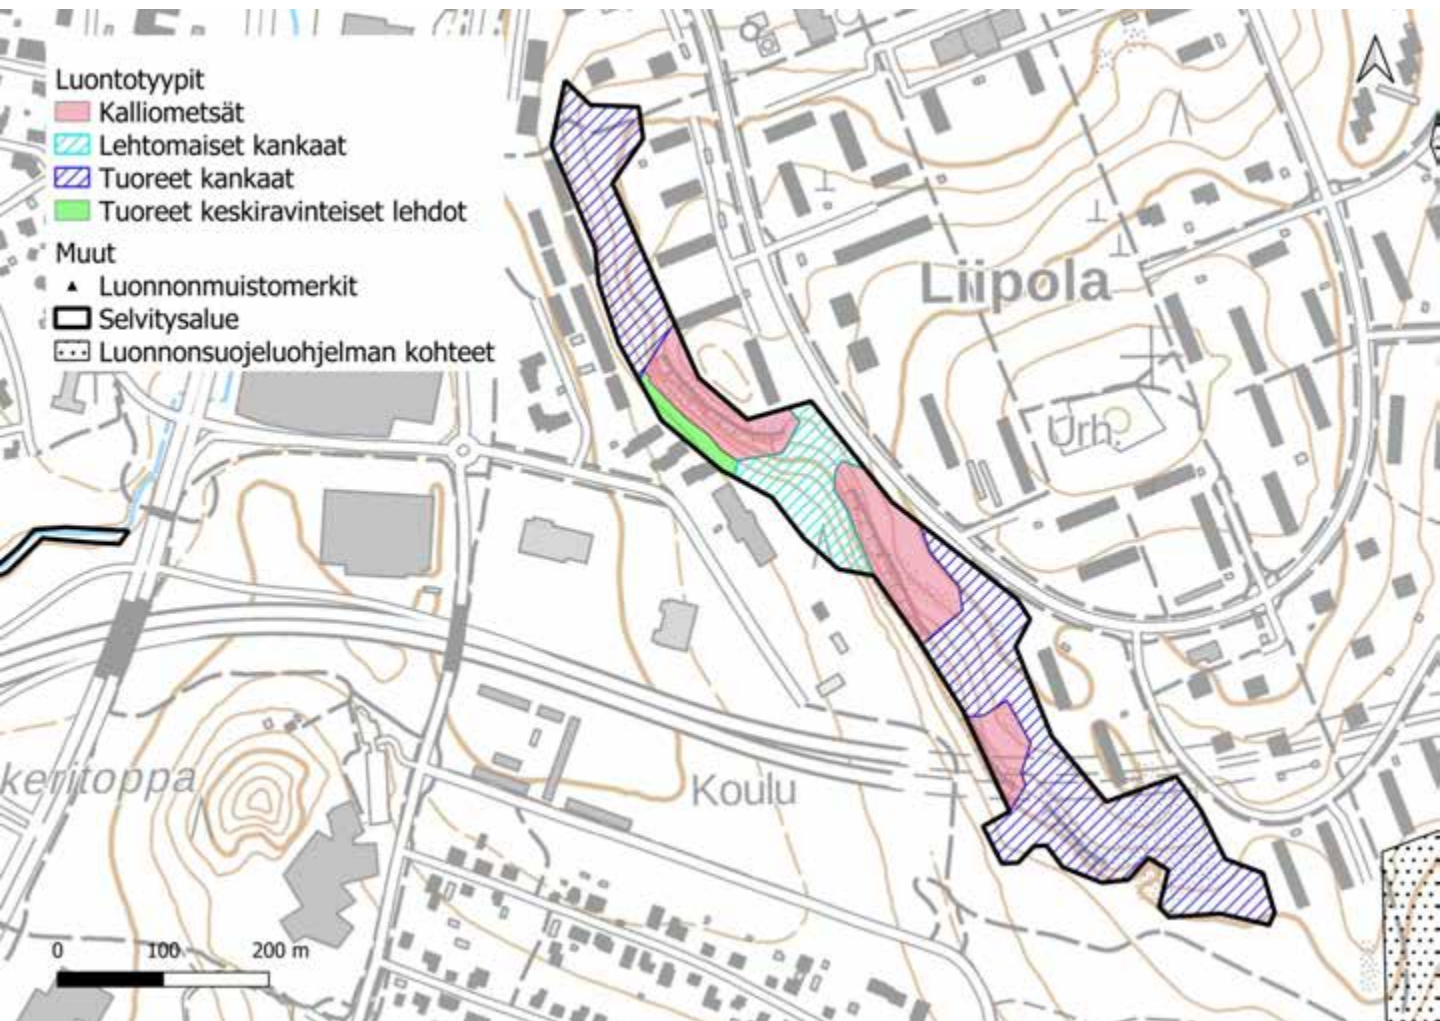 Luontotyypit
Kalliometsät
Lehtomaiset kankaat
Tuoreet kankaat
Tuoreet keskiravinteiset lehdot
Muut
Luonnonmuistomerkit
Selvitysalue
Luonnonsuojeluohjelman kohteet
Liipola
Urh.
keritoppa
Koulu
0 100 200 m